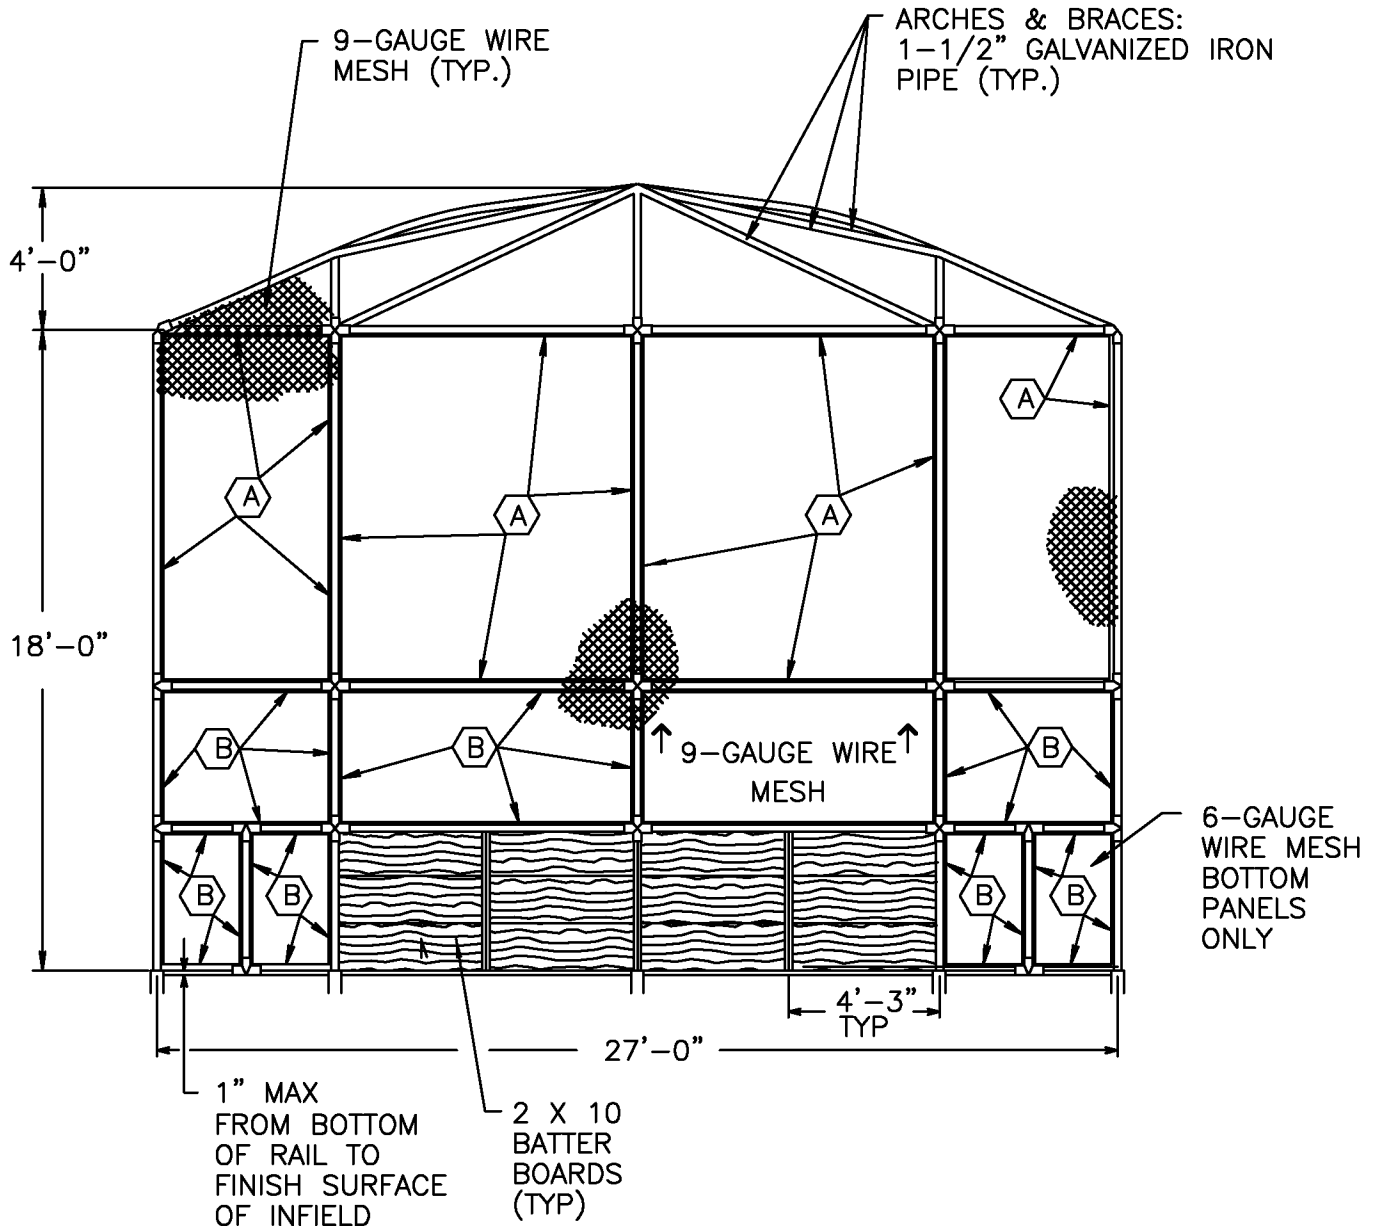 9-GAUGE WIRE
MESH (TYP.)
ARCHES & BRACES:
1-1/2" GALVANIZED IRON
PIPE (TYP.)
4'-0"
A
A
A
A
18'-0"
B
B
9-GAUGE WIRE
MESH
B
6-GAUGE
WIRE MESH
BOTTOM
PANELS
ONLY
B
B
B
B
4'-3"
TYP
27'-0"
1" MAX
FROM BOTTOM
OF RAIL TO
FINISH SURFACE
OF INFIELD
2 X 10
BATTER
BOARDS
(TYP)